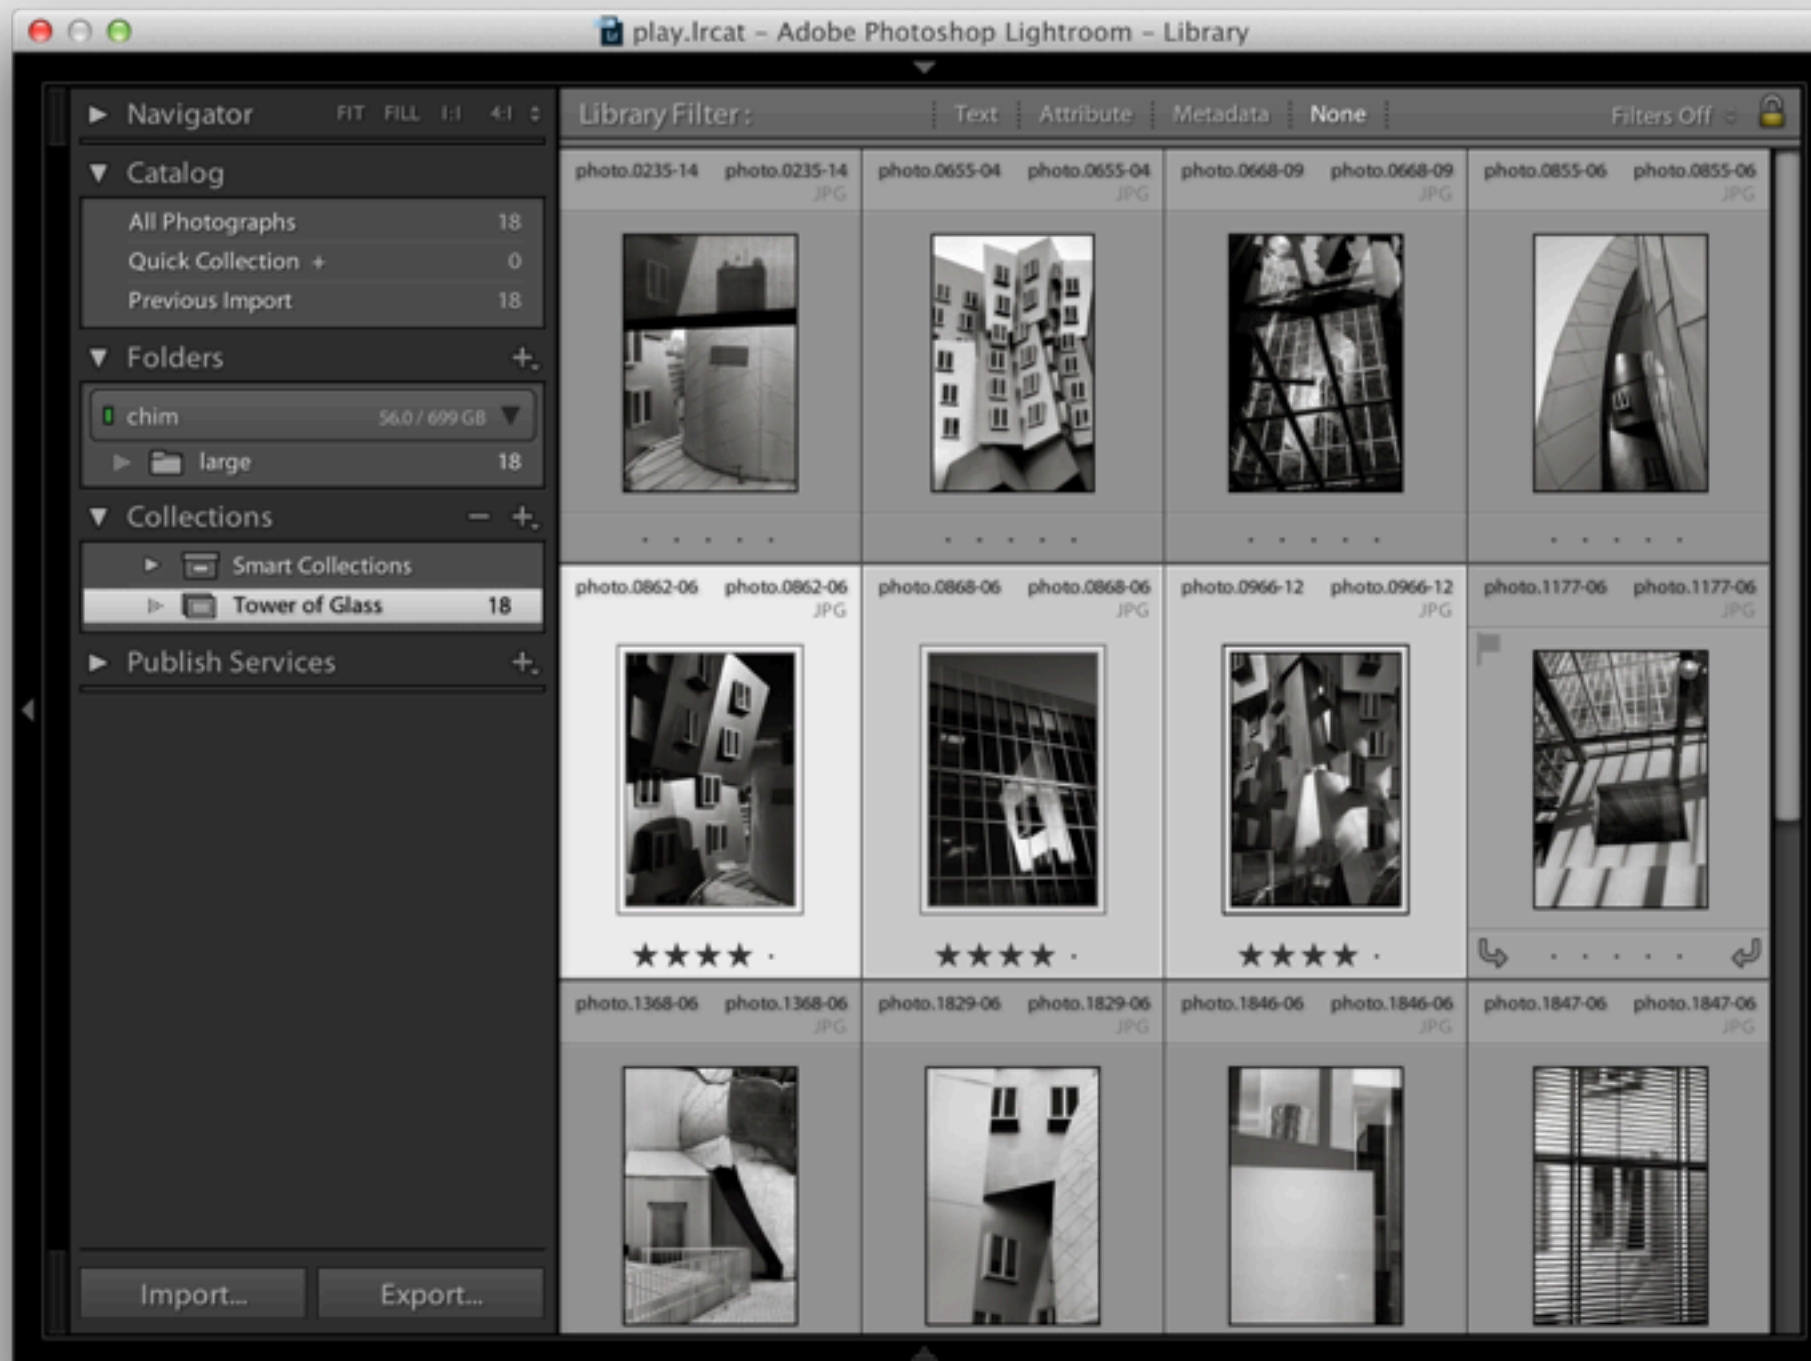 play.lrcat – Adobe Photoshop Lightroom – Library
Navigator FIT FILL 1:1 4:1
Catalog
All Photographs 18
Quick Collection + 0
Previous Import 18
Folders
chim 56.0 / 699 GB
large 18
Collections
Smart Collections
Tower of Glass 18
Publish Services
Import...
Export...
Library Filter : Text Attribute Metadata None Filters Off
photo.0235-14 photo.0235-14 photo.0655-04 photo.0655-04 photo.0668-09 photo.0668-09 photo.0855-06 photo.0855-06
JPG JPG JPG JPG
photo.0862-06 photo.0862-06 photo.0868-06 photo.0868-06 photo.0966-12 photo.0966-12 photo.1177-06 photo.1177-06
JPG JPG JPG JPG
photo.1368-06 photo.1368-06 photo.1829-06 photo.1829-06 photo.1846-06 photo.1846-06 photo.1847-06 photo.1847-06
JPG JPG JPG JPG